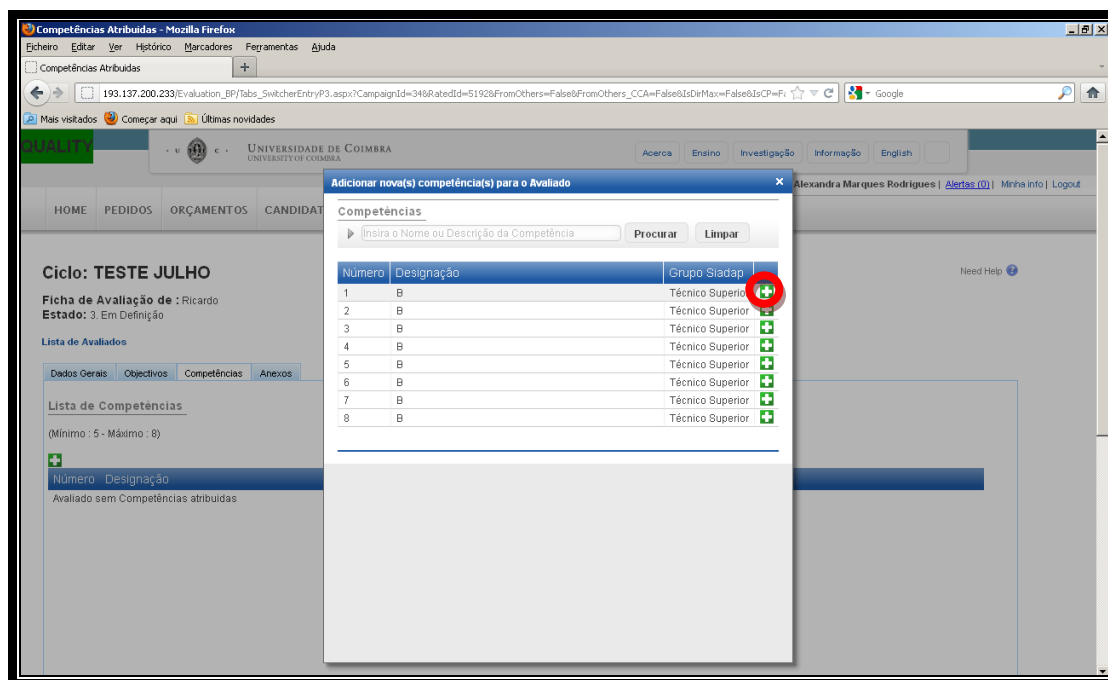 Competências Atribuidas - Mozilla Firefox
Ficheiro Editar Ver Histórico Marcadores Ferramentas Ajuda
Competências Atribuidas
193.137.200.233/Evaluation_BP/Tabs_SwitcherEntryP3.aspx?CampaignId=34&RatedId=5192&FromOthers=False&FromOthers_CCA=False&IsDirMax=False&IsCP=Fa
Google
Mais visitados Começar aqui Últimas novidades
QUALITY
· U C · UNIVERSIDADE DE COIMBRA
UNIVERSITY OF COIMBRA
Acerca Ensino Investigação Informação English
Alexandra Marques Rodrigues | Alertas (0) | Minha info | Logout
HOME PEDIDOS ORÇAMENTOS CANDIDAT
Adicionar nova(s) competência(s) para o Avaliado
Competências
Insira o Nome ou Descrição da Competência Procurar Limpar
Número Designação Grupo Siadap
1 B Técnico Superior
2 B Técnico Superior
3 B Técnico Superior
4 B Técnico Superior
5 B Técnico Superior
6 B Técnico Superior
7 B Técnico Superior
8 B Técnico Superior
Ciclo: TESTE JULHO
Need Help
Ficha de Avaliação de : Ricardo
Estado: 3. Em Definição
Lista de Avaliados
Dados Gerais Objectivos Competências Anexos
Lista de Competências
(Mínimo : 5 - Máximo : 8)
Número Designação
Avaliado sem Competências atribuidas